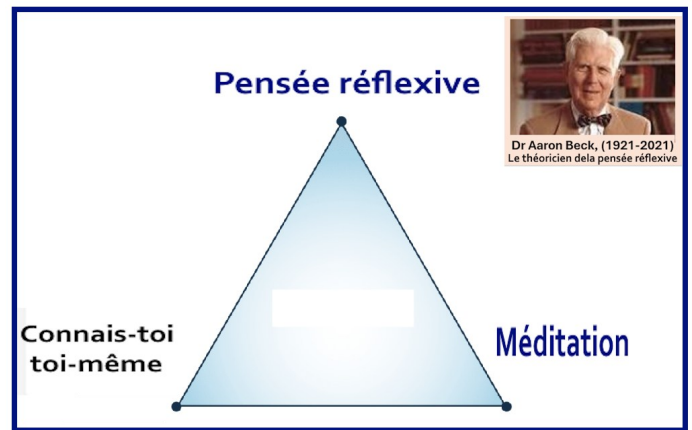 Pensée réflexive
Dr Aaron Beck, (1921-2021)
Le théoricien dela pensée réflexive
Connais-toi
toi-même
Méditation